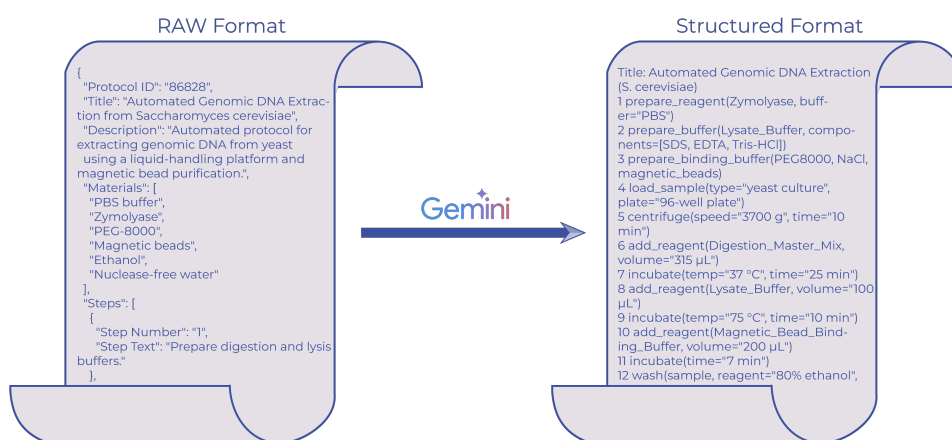 RAW Format
{
"Protocol ID": "86828",
"Title": "Automated Genomic DNA Extrac-
tion from Saccharomyces cerevisiae",
"Description": "Automated protocol for
extracting genomic DNA from yeast
using a liquid-handling platform and
magnetic bead purification.",
"Materials": [
"PBS buffer",
"Zymolyase",
"PEG-8000",
"Magnetic beads",
"Ethanol",
"Nuclease-free water"
],
"Steps": [
{
"Step Number": "1",
"Step Text": "Prepare digestion and lysis
buffers."
},
Gemini
Structured Format
Title: Automated Genomic DNA Extraction
(S. cerevisiae)
1 prepare_reagent(Zymolyase, buff-
er="PBS")
2 prepare_buffer(Lysate_Buffer, compo-
nents=[SDS, EDTA, Tris-HCl])
3 prepare_binding_buffer(PEG8000, NaCl,
magnetic_beads)
4 load_sample(type="yeast culture",
plate="96-well plate")
5 centrifuge(speed="3700 g", time="10
min")
6 add_reagent(Digestion_Master_Mix,
volume="315 µL")
7 incubate(temp="37 °C", time="25 min")
8 add_reagent(Lysate_Buffer, volume="100
µL")
9 incubate(temp="75 °C", time="10 min")
10 add_reagent(Magnetic_Bead_Bind-
ing_Buffer, volume="200 µL")
11 incubate(time="7 min")
12 wash(sample, reagent="80% ethanol",